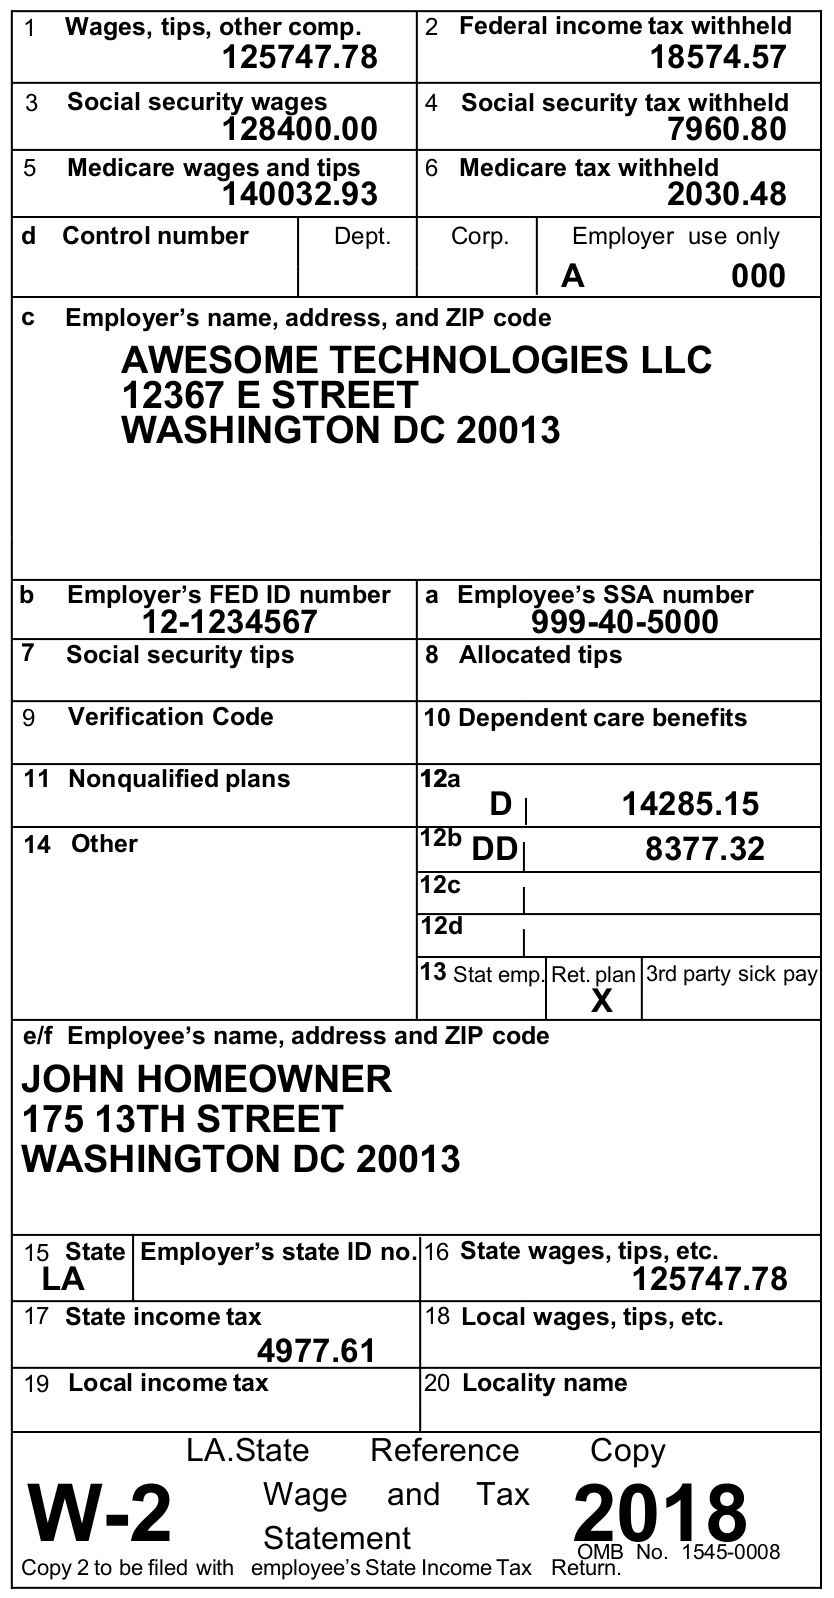 1 Wages, tips, other comp.
125747.78
2 Federal income tax withheld
18574.57
3 Social security wages
128400.00
4 Social security tax withheld
7960.80
5 Medicare wages and tips
140032.93
6 Medicare tax withheld
2030.48
d Control number
Dept.
Corp.
Employer use only
A 000
c Employer's name, address, and ZIP code
AWESOME TECHNOLOGIES LLC
12367 E STREET
WASHINGTON DC 20013
b Employer's FED ID number
12-1234567
a Employee's SSA number
999-40-5000
7 Social security tips
8 Allocated tips
9 Verification Code
10 Dependent care benefits
11 Nonqualified plans
12a
D 14285.15
14 Other
12b DD 8377.32
12c
12d
13 Stat emp. Ret. plan 3rd party sick pay
X
e/f Employee's name, address and ZIP code
JOHN HOMEOWNER
175 13TH STREET
WASHINGTON DC 20013
15 State Employer's state ID no.
LA
16 State wages, tips, etc.
125747.78
17 State income tax
4977.61
18 Local wages, tips, etc.
19 Local income tax
20 Locality name
LA.State Reference Copy
W-2
Wage and Tax
Statement
2018
OMB No. 1545-0008
Copy 2 to be filed with employee's State Income Tax Return.